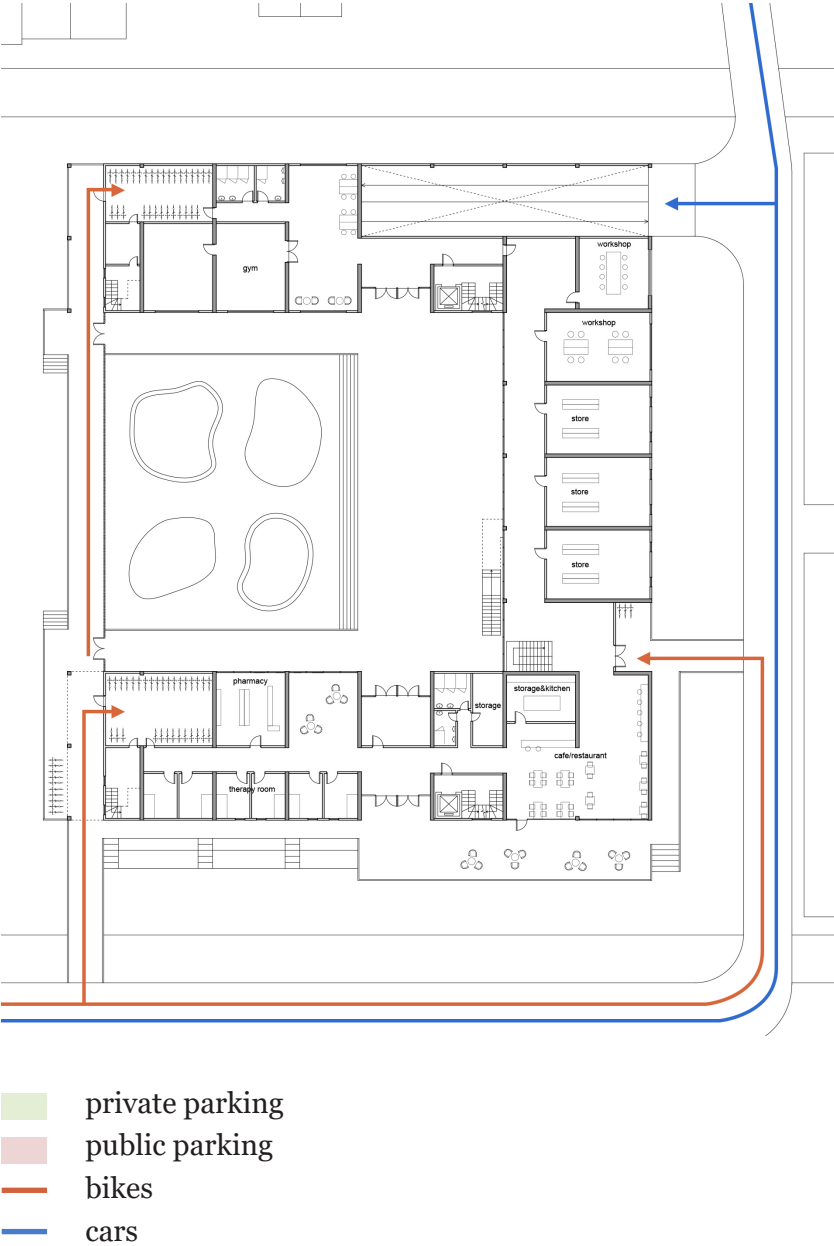 workshop
gym
workshop
store
store
store
pharmacy
storage&kitchen
storage
cafe/restaurant
therapy room
private parking
public parking
bikes
cars